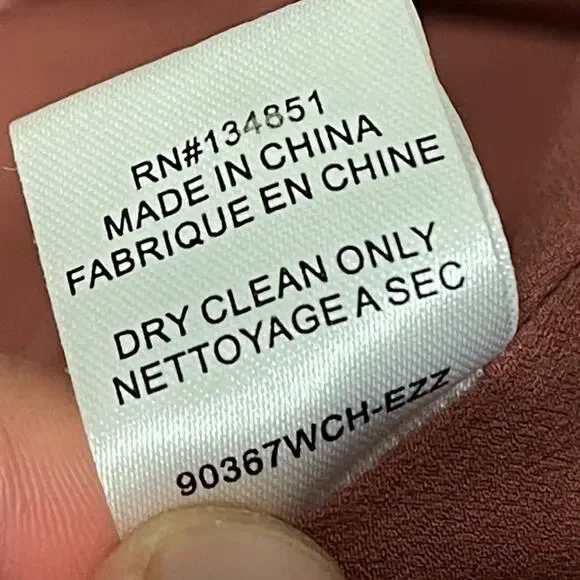 RN#134851
MADE IN CHINA
FABRIQUE EN CHINE
DRY CLEAN ONLY
NETTOYAGE A SEC
90367WCH-EZZ